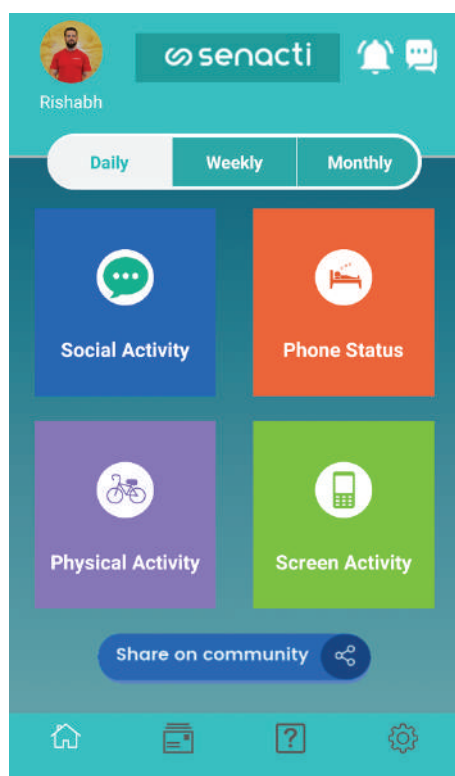 senacti
Rishabh
Daily Weekly Monthly
Social Activity
Phone Status
Physical Activity
Screen Activity
Share on community
?